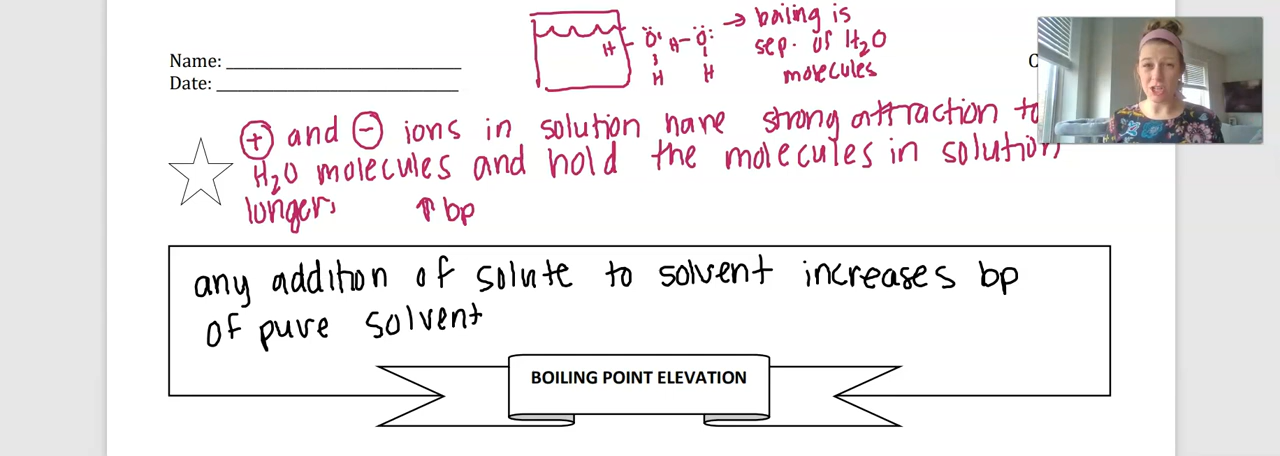 → boiling is
sep. of H₂O
molecules
H - Ö: H - Ö:
H H
Name:
Date:
C
⊕ and ⊖ ions in solution have strong attraction to
H₂O molecules and hold the molecules in solution
longer, ↑ bp
any addition of solute to solvent increases bp
of pure solvent
BOILING POINT ELEVATION